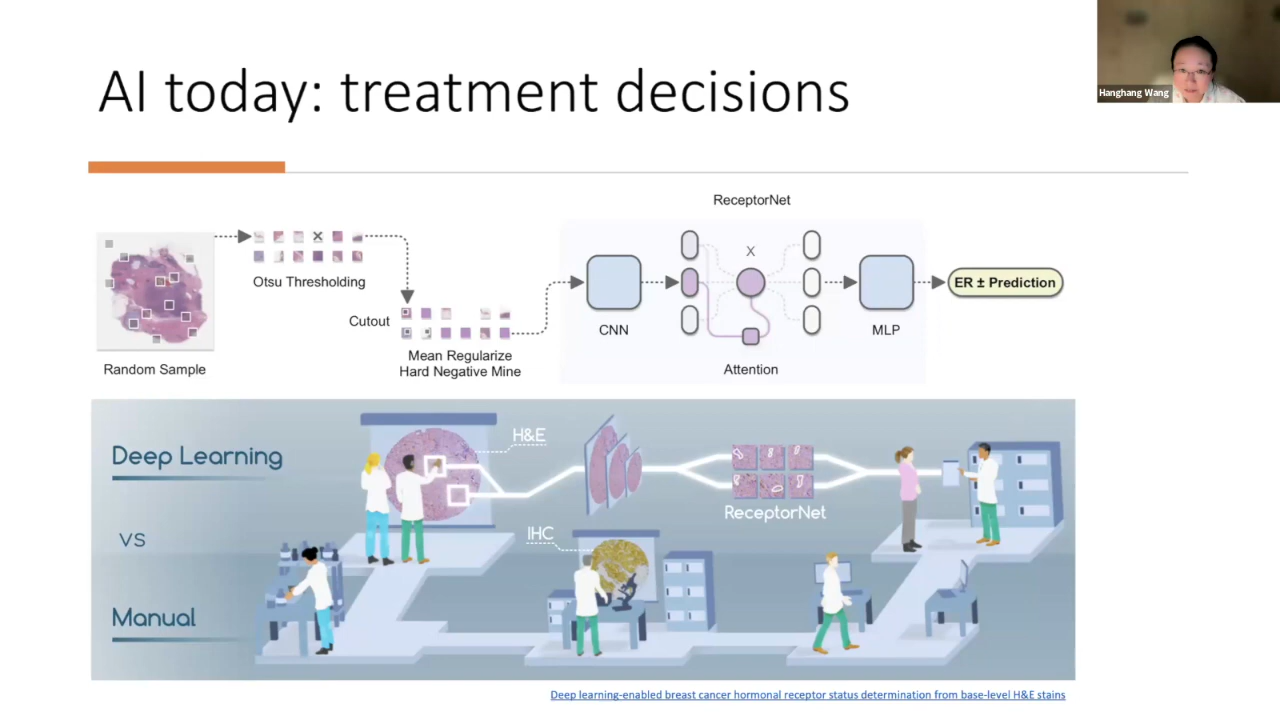 AI today: treatment decisions
Hanghang Wang
ReceptorNet
Otsu Thresholding
X
ER ± Prediction
Cutout
CNN
MLP
Mean Regularize
Hard Negative Mine
Random Sample
Attention
Deep Learning
H&E
ReceptorNet
VS
IHC
Manual
Deep learning-enabled breast cancer hormonal receptor status determination from base-level H&E stains